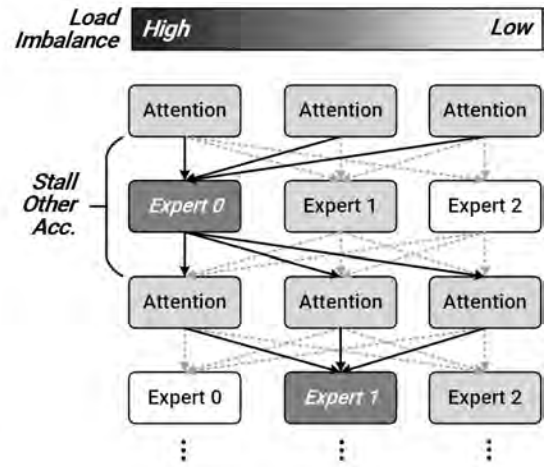 Load
Imbalance
High
Low
Attention
Attention
Attention
Stall
Other
Acc.
Expert 0
Expert 1
Expert 2
Attention
Attention
Attention
Expert 0
Expert 1
Expert 2